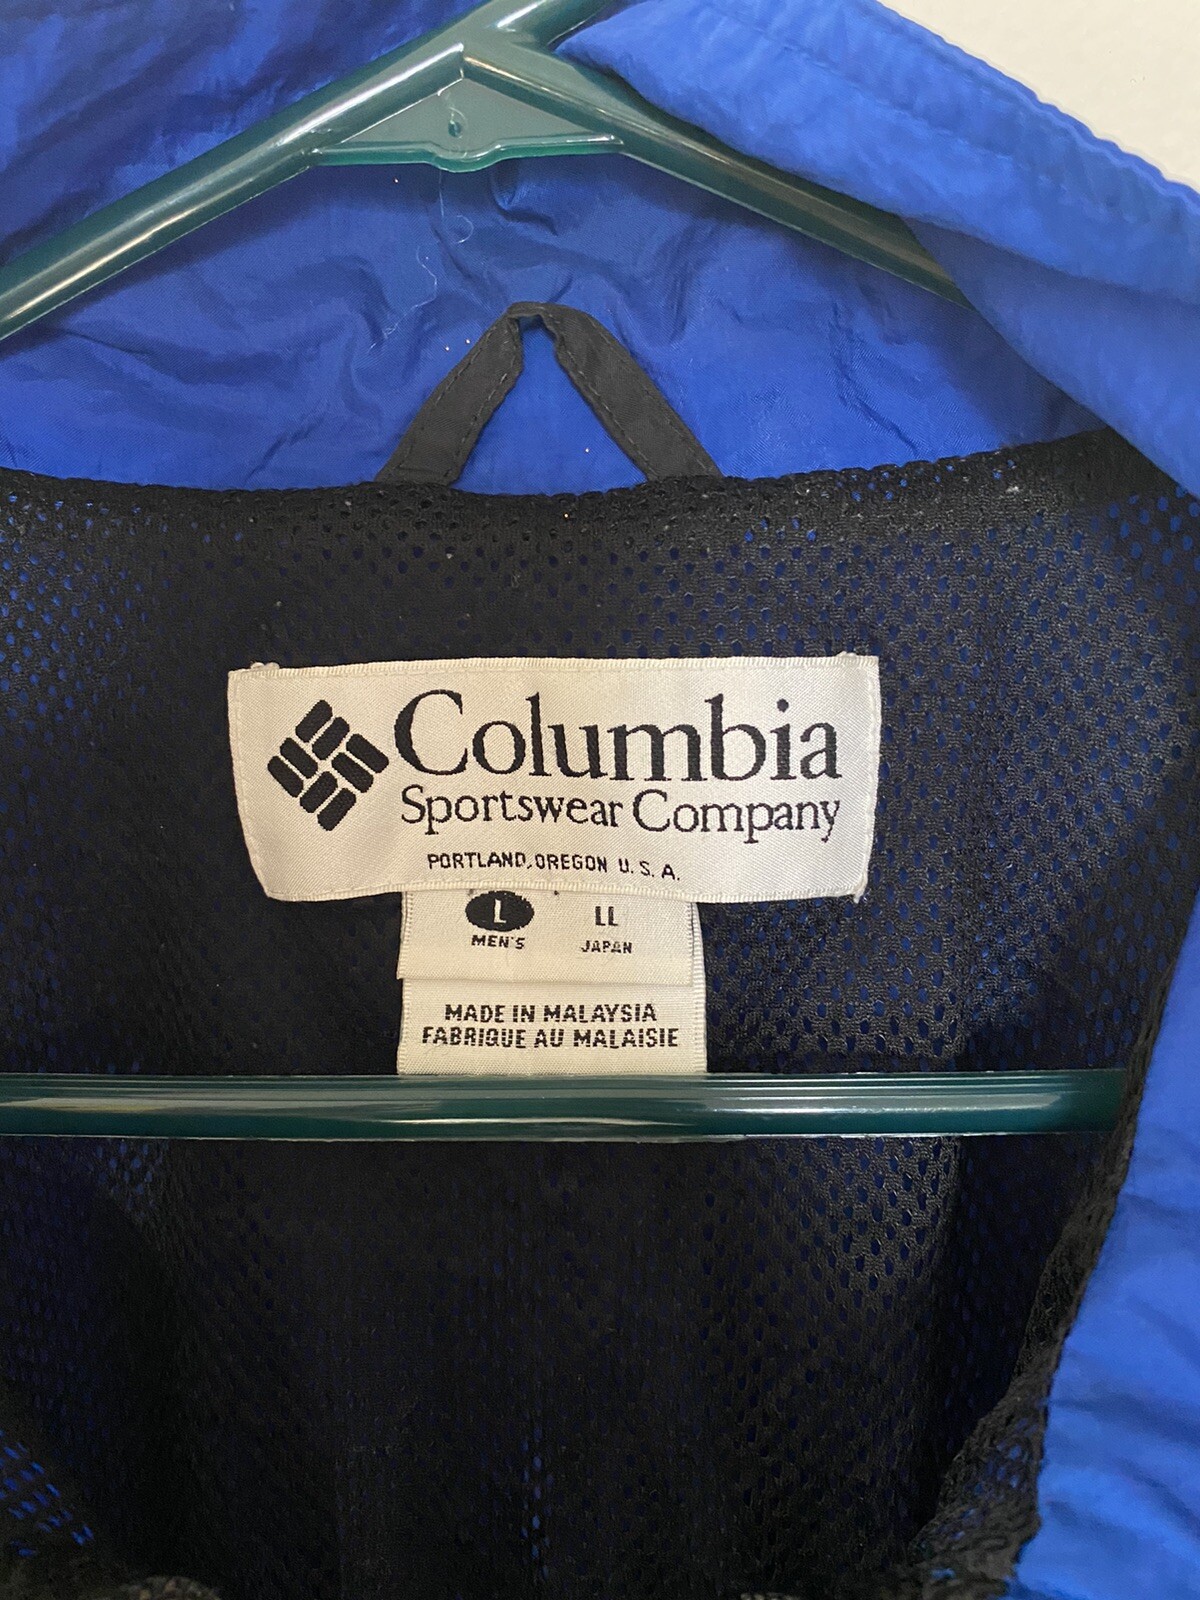 Columbia
Sportswear Company
PORTLAND, OREGON U.S.A.
L LL
MEN'S JAPAN
MADE IN MALAYSIA
FABRIQUE AU MALAISIE